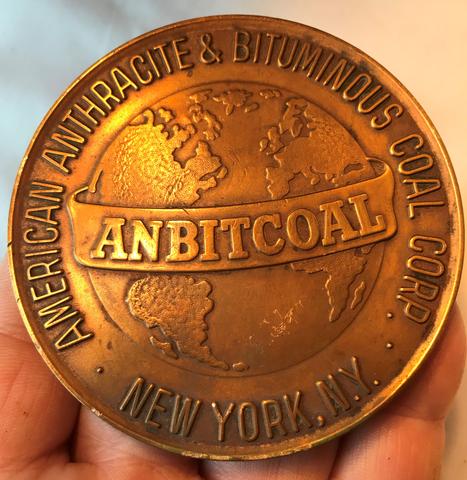 AMERICAN ANTHRACITE & BITUMINOUS COAL CORP.
ANBITCOAL
· NEW YORK, N.Y. ·